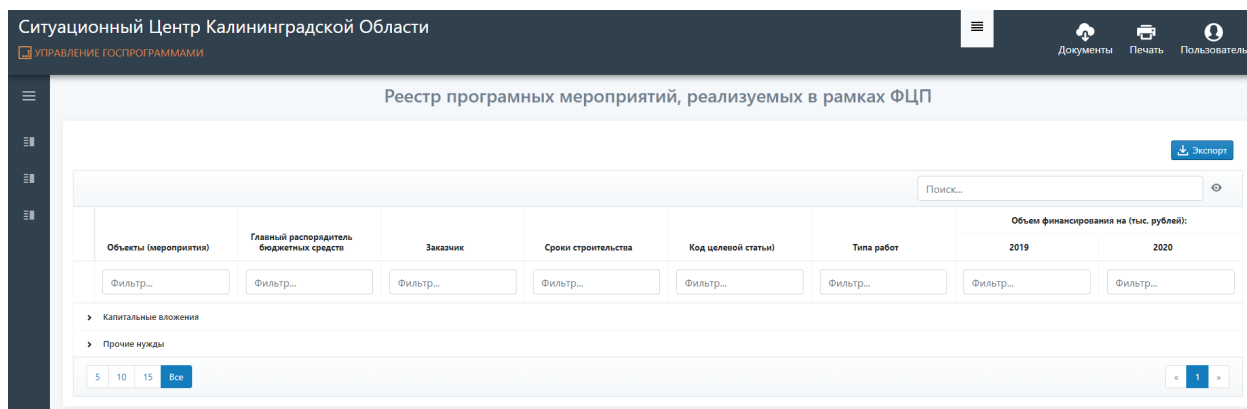 Ситуационный Центр Калининградской Области
УПРАВЛЕНИЕ ГОСПРОГРАММАМИ
Документы
Печать
Пользователь
Реестр програмных мероприятий, реализуемых в рамках ФЦП
Экспорт
Поиск...
Объем финансирования на (тыс. рублей):
Объекты (мероприятия)
Главный распорядитель
бюджетных средств
Заказчик
Сроки строительства
Код целевой статьи)
Типа работ
2019
2020
Фильтр...
Фильтр...
Фильтр...
Фильтр...
Фильтр...
Фильтр...
Фильтр...
Фильтр...
Капитальные вложения
Прочие нужды
5 10 15 Все
« 1 »